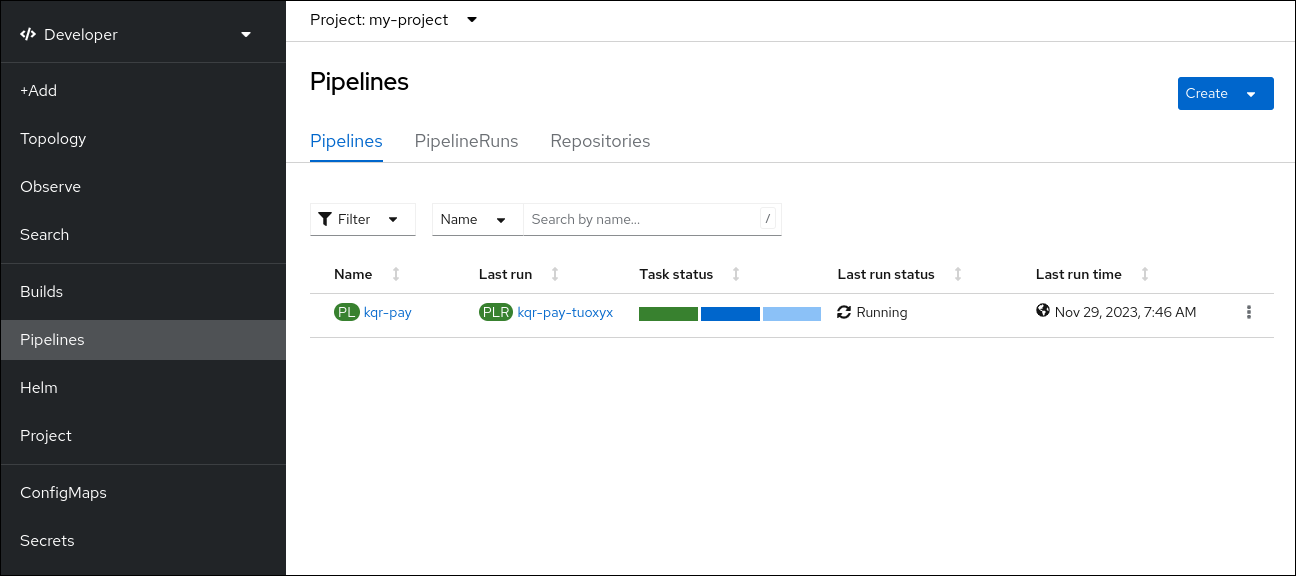 Developer
+Add
Topology
Observe
Search
Builds
Pipelines
Helm
Project
ConfigMaps
Secrets
Project: my-project
Pipelines
Create
Pipelines PipelineRuns Repositories
Filter Name Search by name... /
Name Last run Task status Last run status Last run time
PL kqr-pay PLR kqr-pay-tuoxyx Running Nov 29, 2023, 7:46 AM